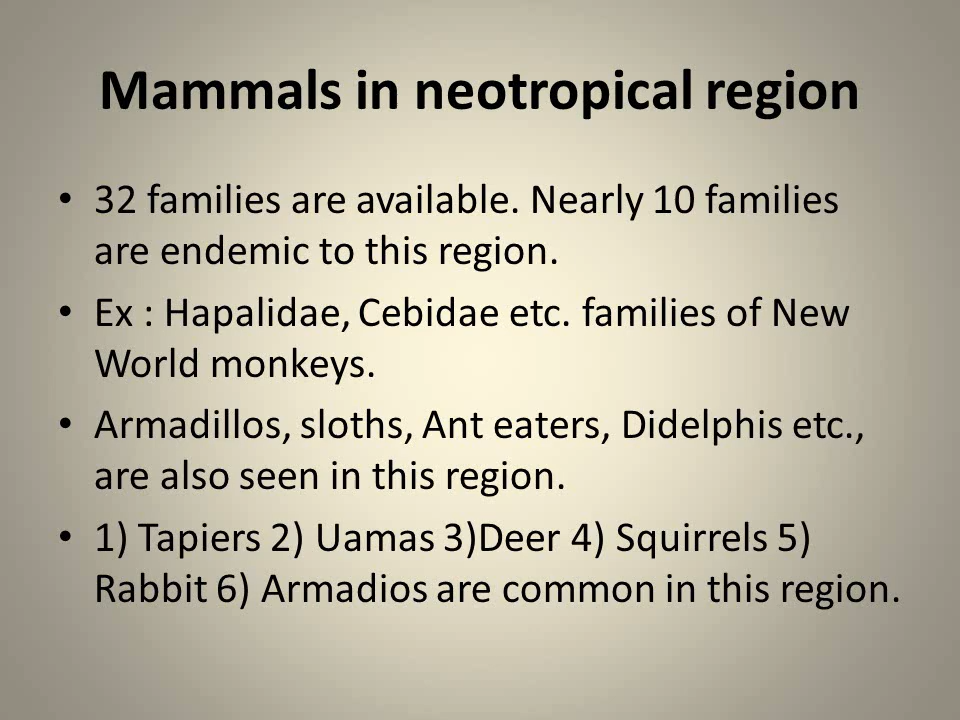 Mammals in neotropical region
• 32 families are available. Nearly 10 families
are endemic to this region.
• Ex : Hapalidae, Cebidae etc. families of New
World monkeys.
• Armadillos, sloths, Ant eaters, Didelphis etc.,
are also seen in this region.
• 1) Tapiers 2) Uamas 3)Deer 4) Squirrels 5)
Rabbit 6) Armadios are common in this region.